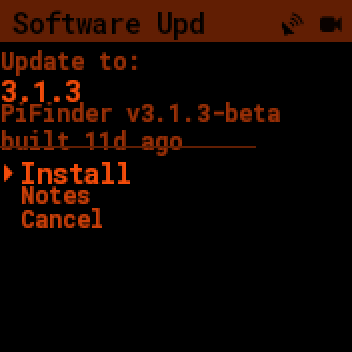 Software Upd
Update to:
3.1.3
PiFinder v3.1.3-beta
built 11d ago
Install
Notes
Cancel